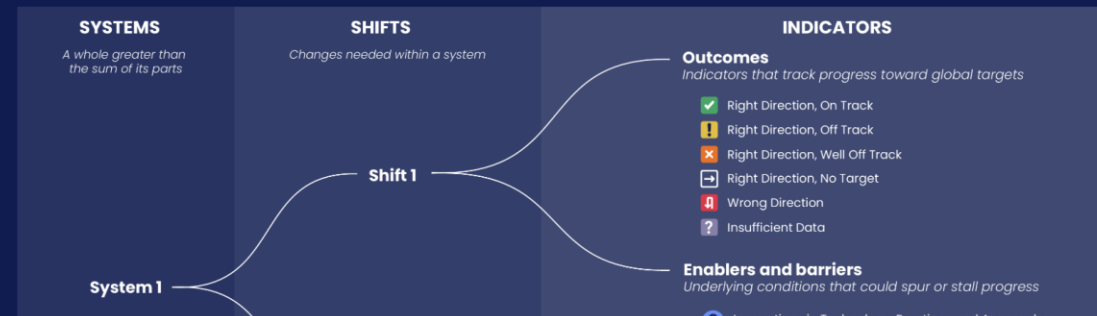 SYSTEMS
A whole greater than
the sum of its parts
SHIFTS
Changes needed within a system
INDICATORS
Outcomes
Indicators that track progress toward global targets
Right Direction, On Track
Right Direction, Off Track
Right Direction, Well Off Track
Right Direction, No Target
Wrong Direction
Insufficient Data
Shift 1
System 1
Enablers and barriers
Underlying conditions that could spur or stall progress